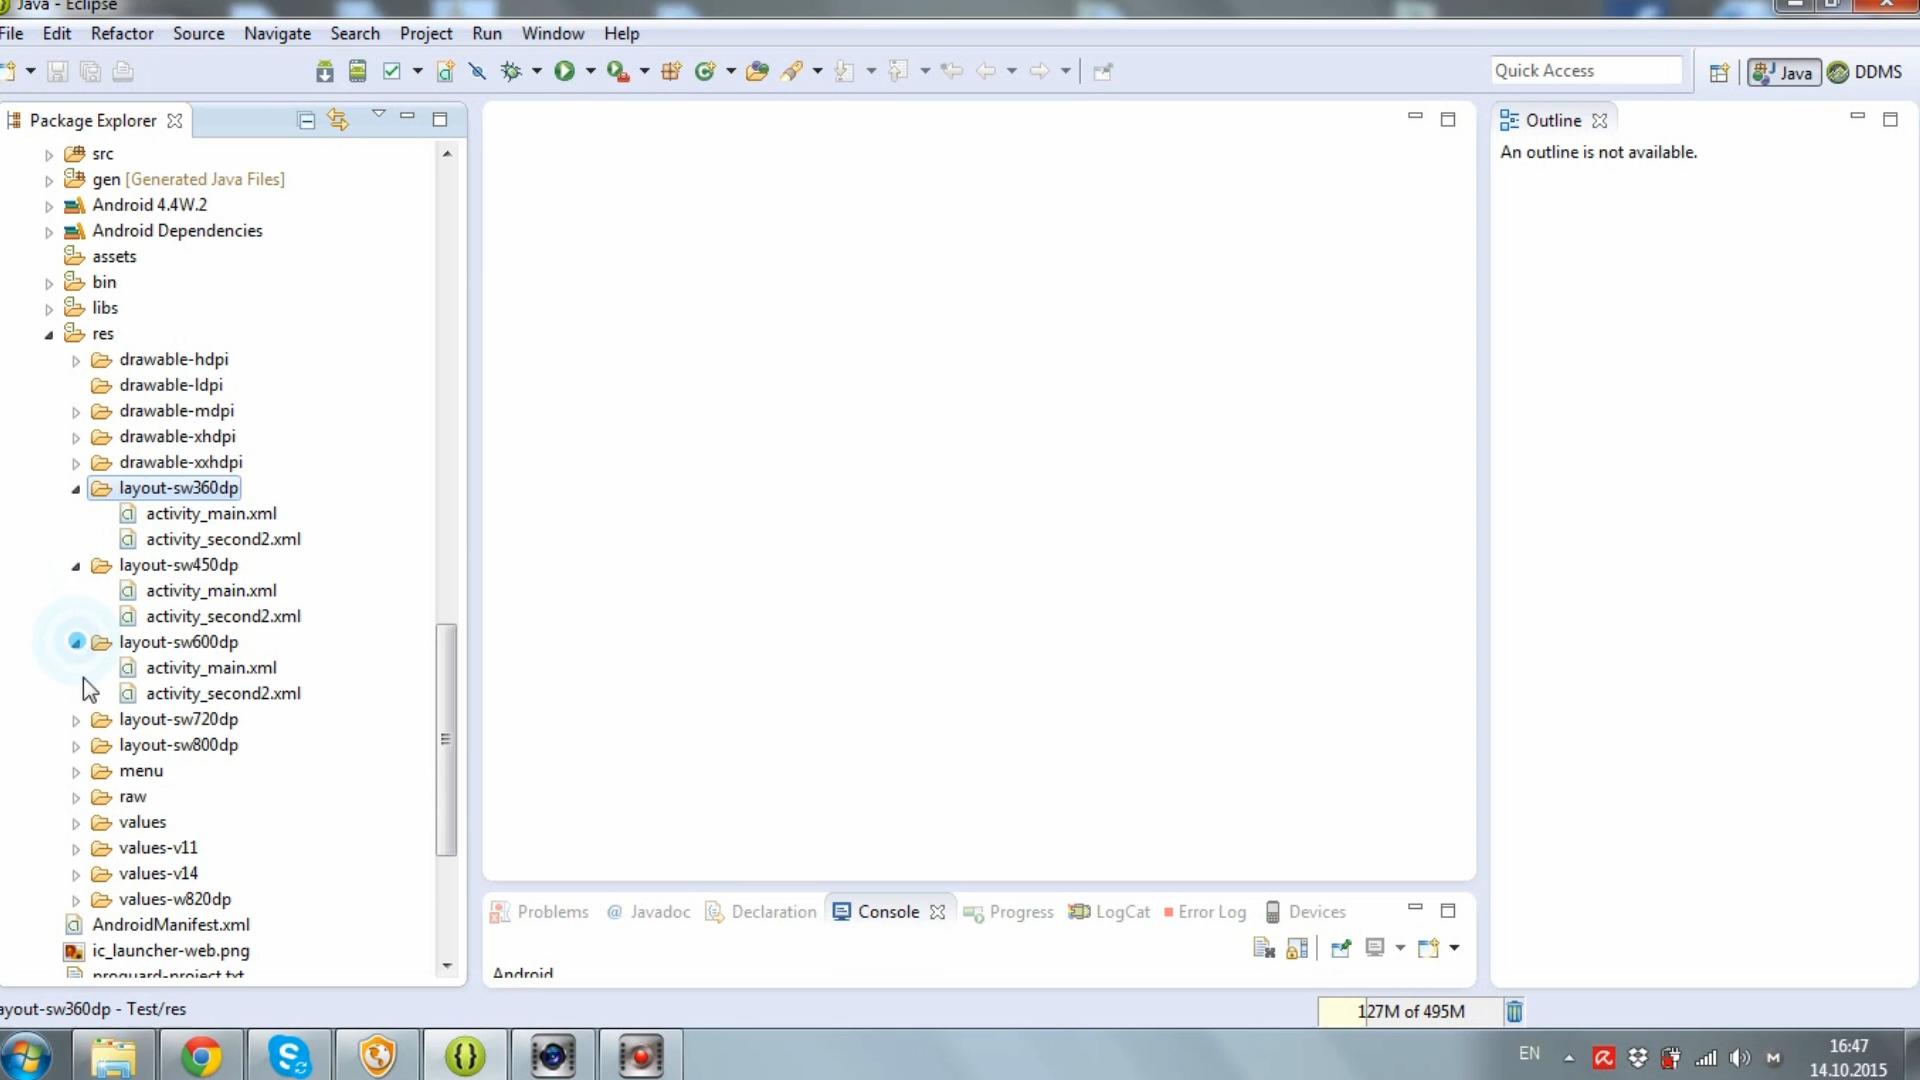 Java - Eclipse
File Edit Refactor Source Navigate Search Project Run Window Help
Quick Access
Java
DDMS
Package Explorer
src
gen [Generated Java Files]
Android 4.4W.2
Android Dependencies
assets
bin
libs
res
drawable-hdpi
drawable-ldpi
drawable-mdpi
drawable-xhdpi
drawable-xxhdpi
layout-sw360dp
activity_main.xml
activity_second2.xml
layout-sw450dp
activity_main.xml
activity_second2.xml
layout-sw600dp
activity_main.xml
activity_second2.xml
layout-sw720dp
layout-sw800dp
menu
raw
values
values-v11
values-v14
values-w820dp
AndroidManifest.xml
ic_launcher-web.png
proguard-project.txt
Outline
An outline is not available.
Problems @ Javadoc Declaration Console Progress LogCat Error Log Devices
Android
ayout-sw360dp - Test/res
127M of 495M
EN
16:47
14.10.2015